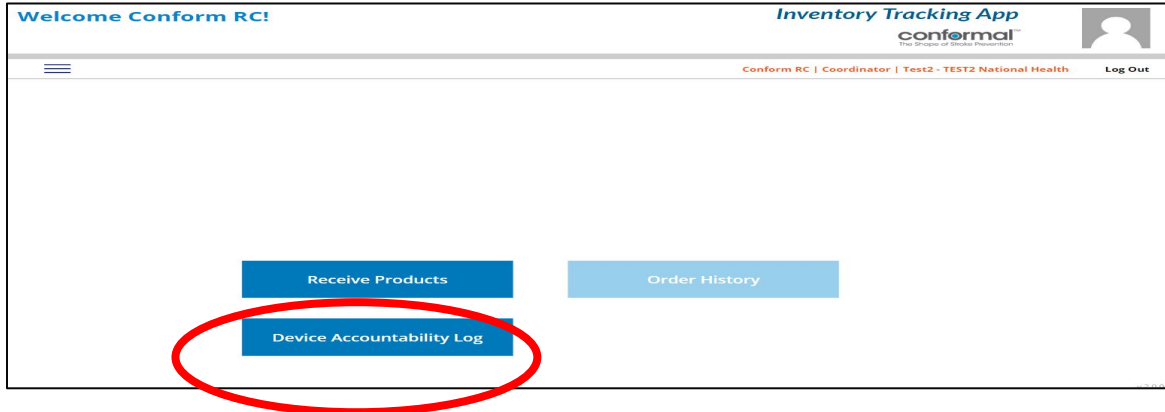 Welcome Conform RC!
Inventory Tracking App
conformal™
The Shape of Stroke Prevention
Conform RC | Coordinator | Test2 - TEST2 National Health
Log Out
Receive Products
Order History
Device Accountability Log